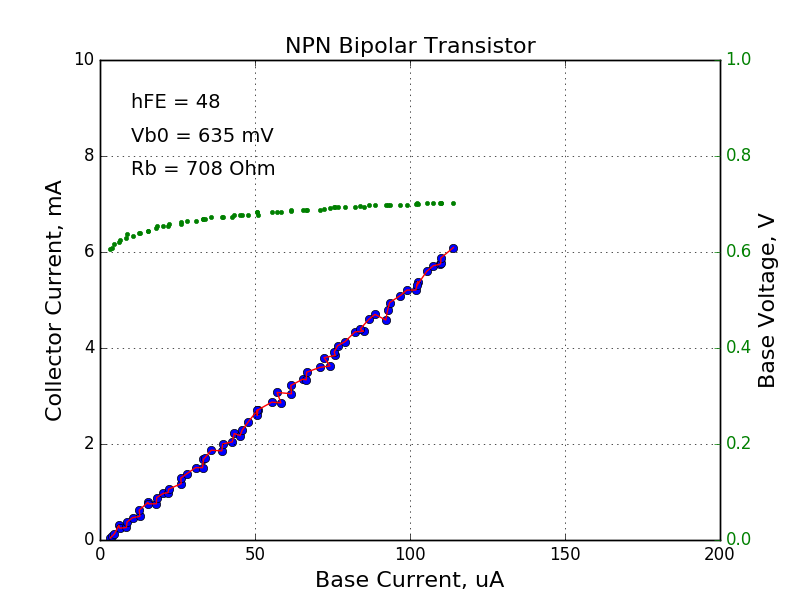 NPN Bipolar Transistor
hFE = 48
Vb0 = 635 mV
Rb = 708 Ohm
10
8
6
4
2
0
Collector Current, mA
1.0
0.8
0.6
0.4
0.2
0.0
Base Voltage, V
0 50 100 150 200
Base Current, uA